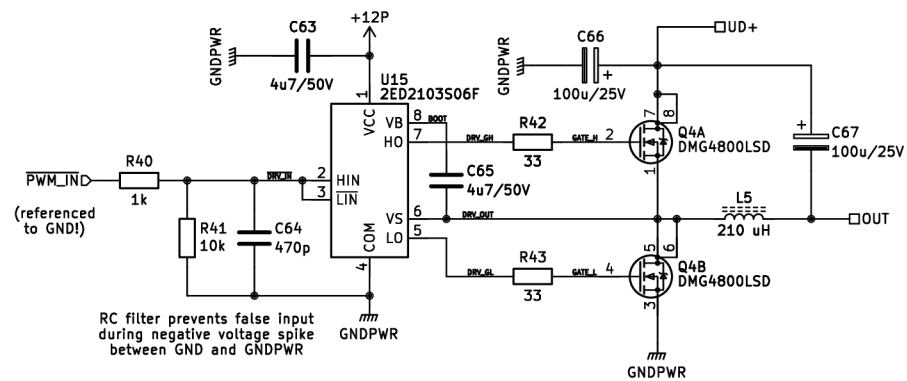 +12P
C63
GNDPWR
4u7/50V
U15
2ED2103S06F
1
VCC
VB
8
BOOT
HO
7
DRV_GH
R42
33
GATE_H
2
C66
GNDPWR
100u/25V
+
UD+
7
8
Q4A
DMG4800LSD
1
+
C67
100u/25V
PWM_IN
R40
1k
DRV_IN
2
HIN
3
LIN
(referenced
to GND!)
R41
10k
C64
470p
C65
4u7/50V
VS
6
DRV_OUT
LO
5
COM
4
L5
210 uH
OUT
DRV_GL
R43
33
GATE_L
4
5
6
Q4B
DMG4800LSD
3
RC filter prevents false input
during negative voltage spike
between GND and GNDPWR
GNDPWR
GNDPWR